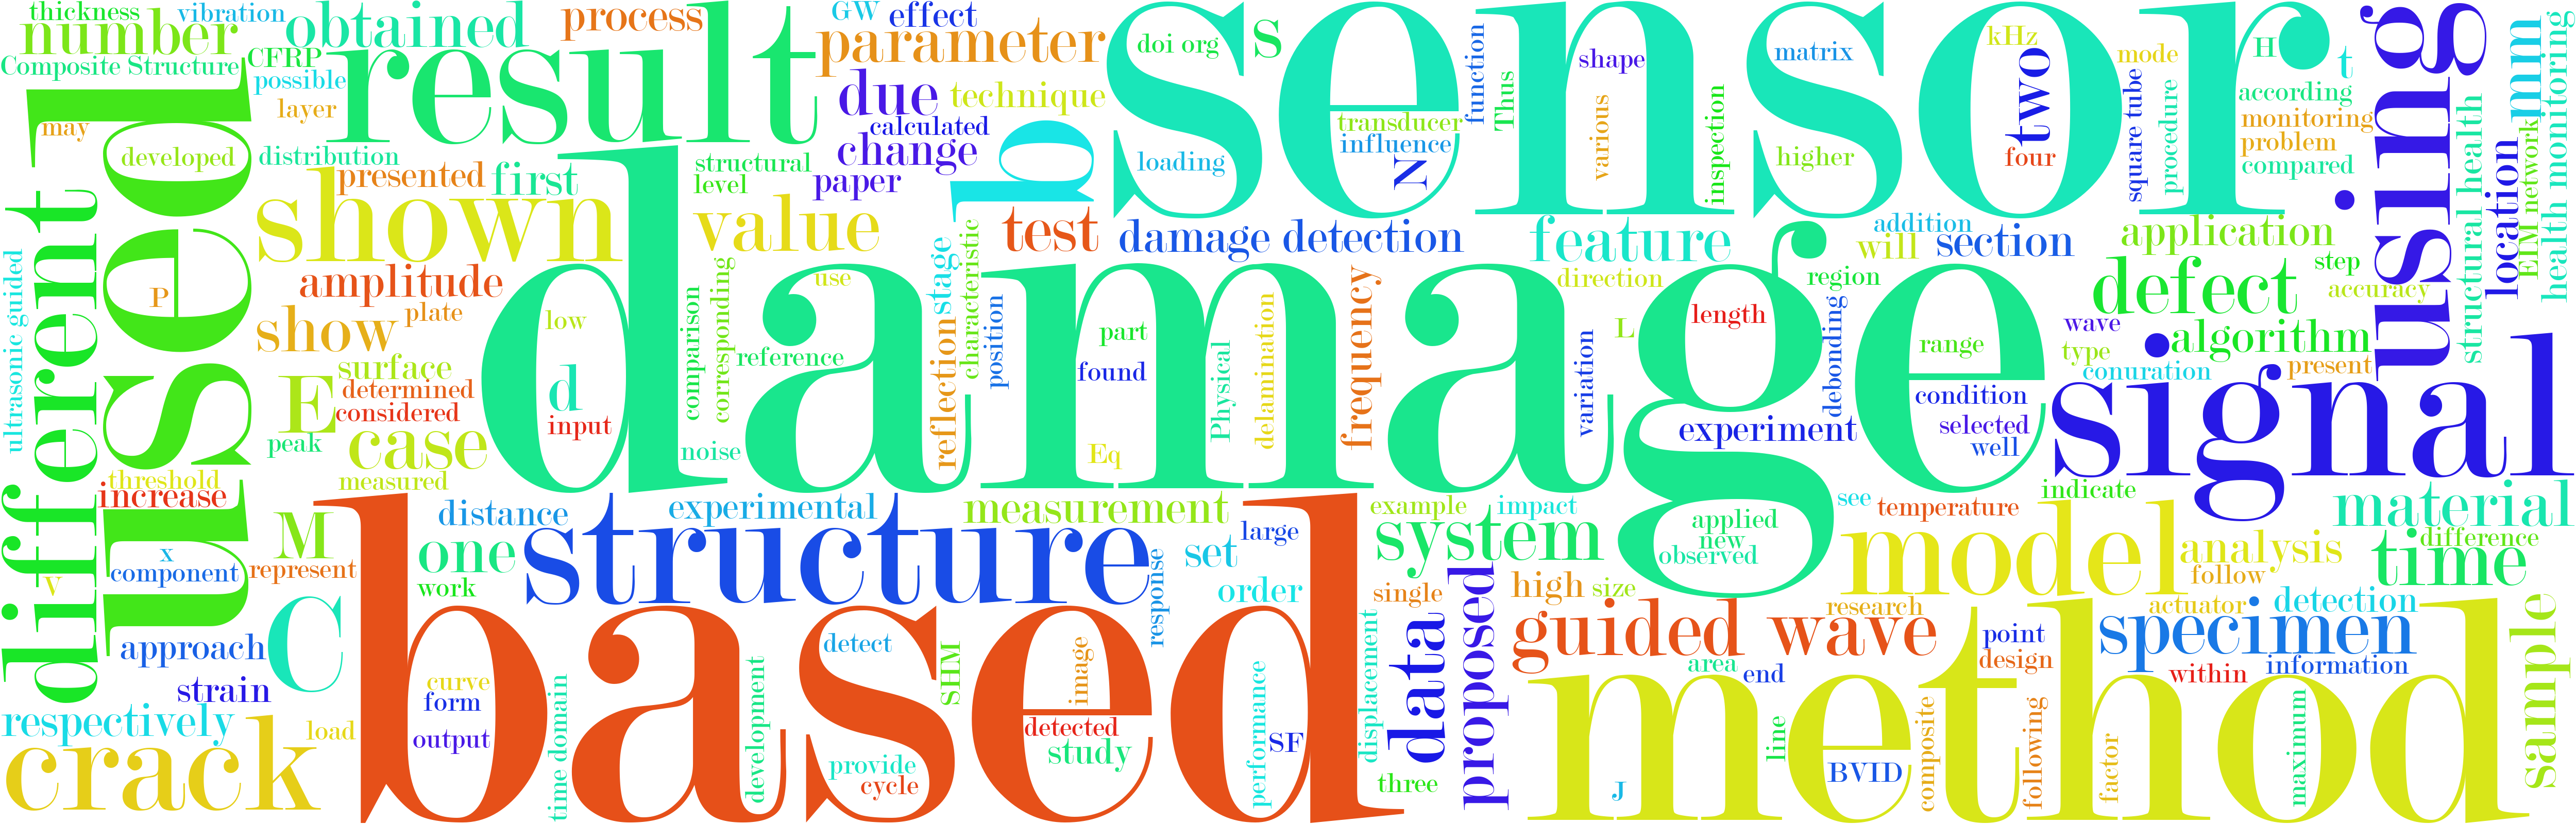 thickness
vibration
number
Composite Structure
CFRP
obtained
possible
layer
may
process
GW
effect
parameter
result
due
technique
calculated
change
paper
sensor
doi org
s
loading
transducer
influence
N
function
Thus
shape
various
inspection
matrix
higher
kHz
two
four
mode
square tube
procedure
H
t
according
monitoring
problem
compared
using
mm
location
EIM network
structural health
health monitoring
used
developed
distribution
presented
first
structural
level
b
shown
value
test
damage detection
feature
addition
will
section
application
different
ultrasonic guided
P
amplitude
plate
show
surface
E
determined
considered
peak
case
measured
threshold
increase
damage
low
d
input
comparison
corresponding
use
reference
noise
stage
characteristic
reflection
position
part
found
Physical
Eq
delamination
frequency
direction
variation
L
length
region
debonding
experiment
range
condition
selected
well
defect
step
accuracy
wave
type
algorithm
conuration
present
signal
indicate
material
difference
time
M
x
component
V
represent
distance
experimental
measurement
one
work
structure
large
set
order
response
example
impact
system
single
high
size
applied
new
observed
see
temperature
model
analysis
follow
C
approach
strain
respectively
load
crack
based
curve
form
output
time domain
development
detect
SHM
provide
cycle
image
detected
study
performance
SF
displacement
three
data
proposed
guided wave
research
area
end
point
design
actuator
detection
specimen
within
information
sample
method
J
line
BVID
composite
following
factor
maximum